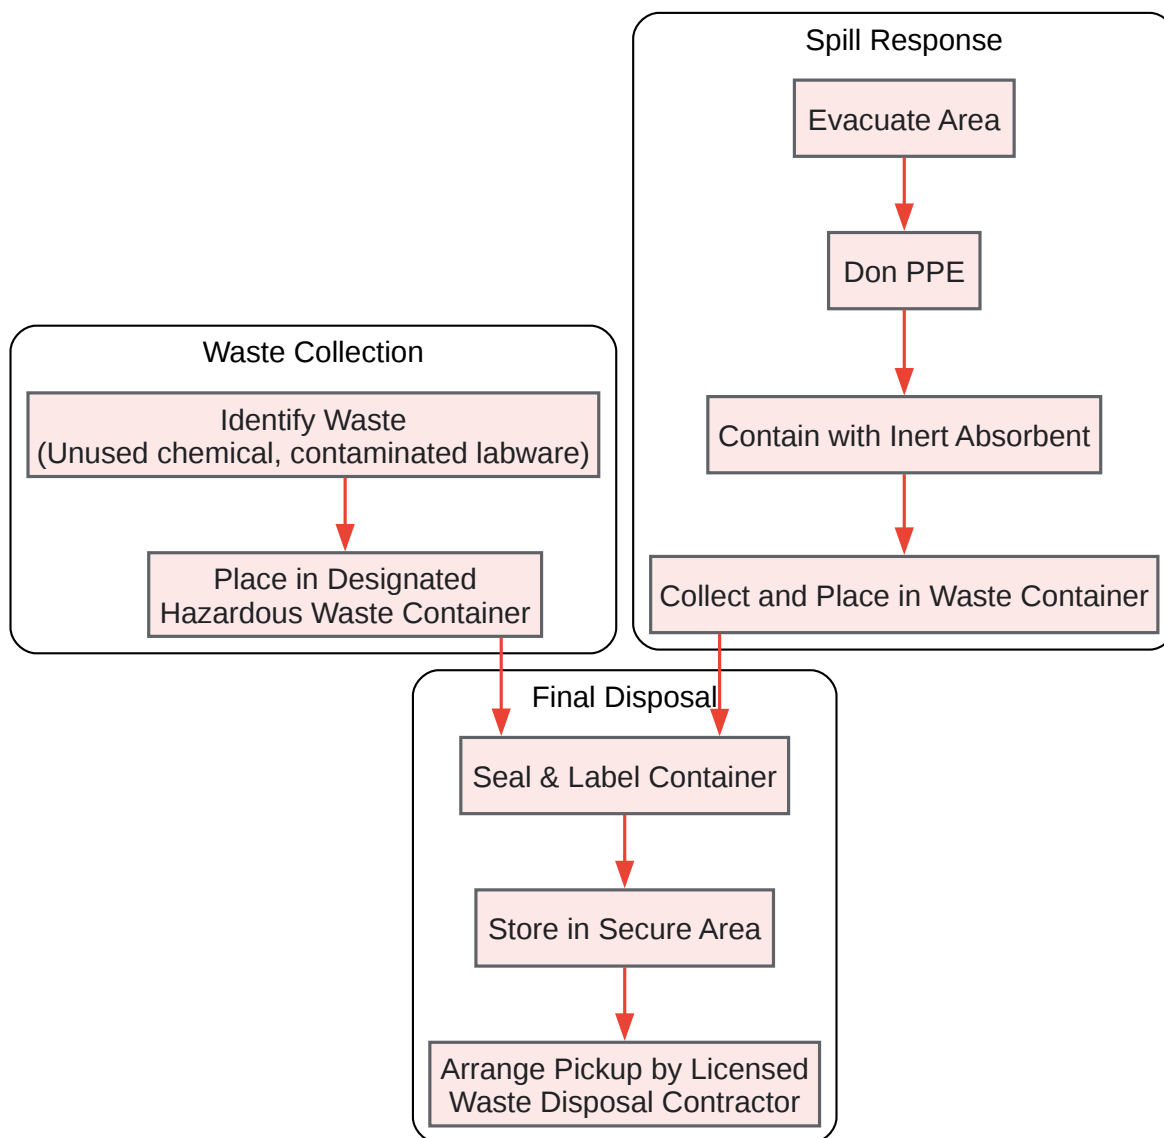 Spill Response
Evacuate Area
Don PPE
Contain with Inert Absorbent
Collect and Place in Waste Container
Waste Collection
Identify Waste
(Unused chemical, contaminated labware)
Place in Designated
Hazardous Waste Container
Final Disposal
Seal & Label Container
Store in Secure Area
Arrange Pickup by Licensed
Waste Disposal Contractor